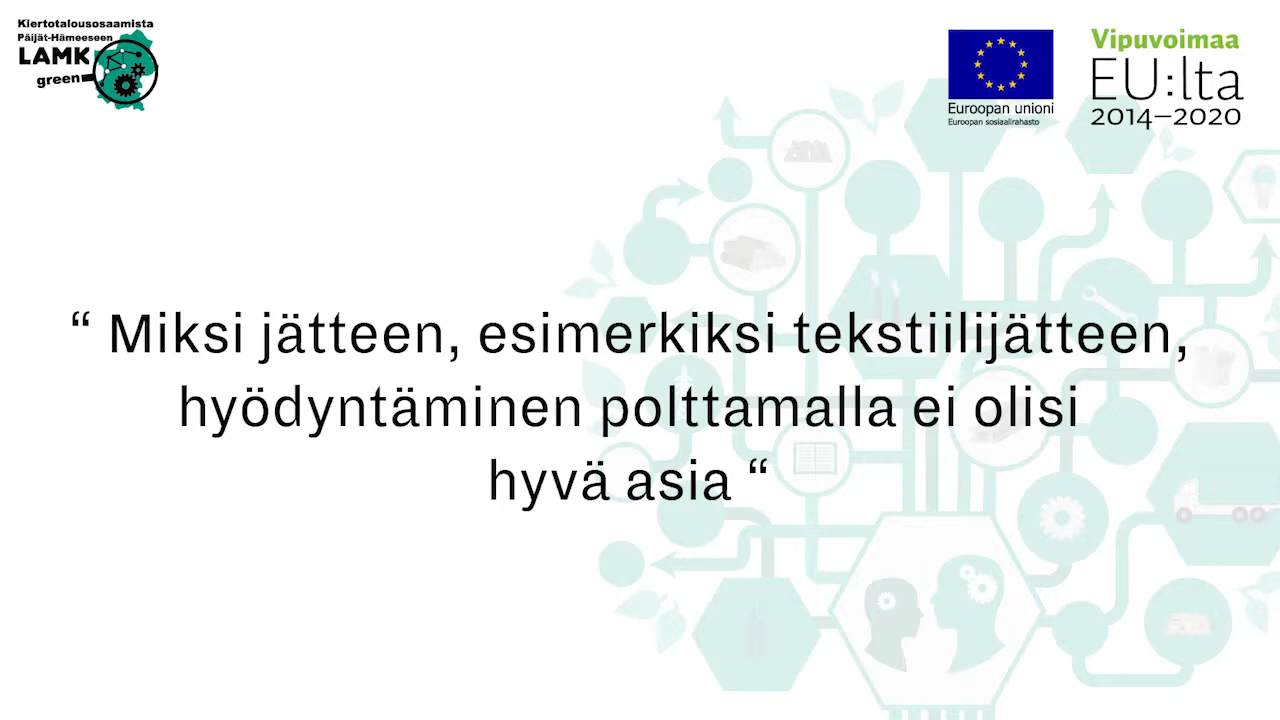 Kiertotalousosaamista
Päijät-Hämeeseen
LAMK
green
Euroopan unioni
Euroopan sosiaalirahasto
Vipuvoimaa
EU:lta
2014–2020
“ Miksi jätteen, esimerkiksi tekstiilijätteen,
hyödyntäminen polttamalla ei olisi
hyvä asia “